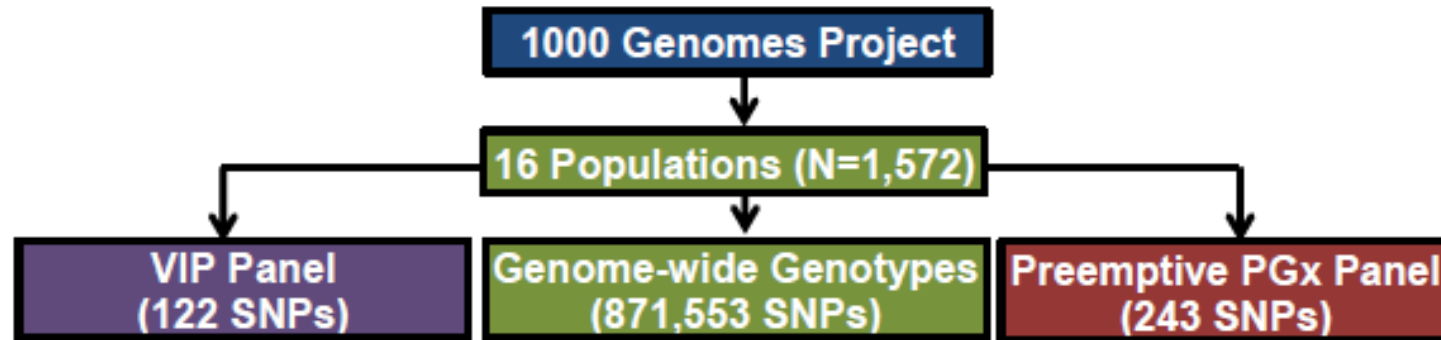 1000 Genomes Project
16 Populations (N=1,572)
VIP Panel
(122 SNPs)
Genome-wide Genotypes
(871,553 SNPs)
Preemptive PGx Panel
(243 SNPs)